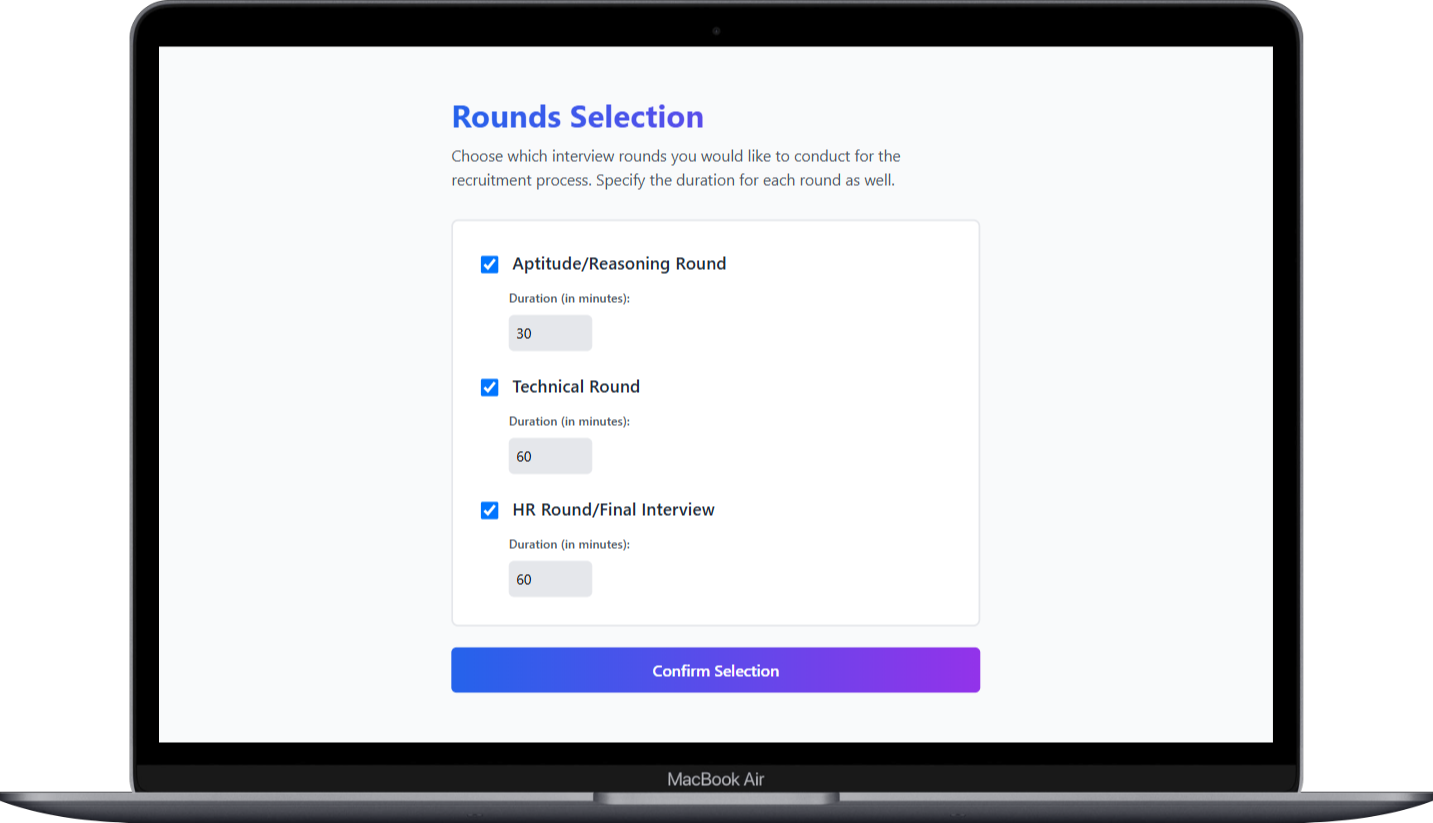 Rounds Selection
Choose which interview rounds you would like to conduct for the
recruitment process. Specify the duration for each round as well.
Aptitude/Reasoning Round
Duration (in minutes):
30
Technical Round
Duration (in minutes):
60
HR Round/Final Interview
Duration (in minutes):
60
Confirm Selection
MacBook Air